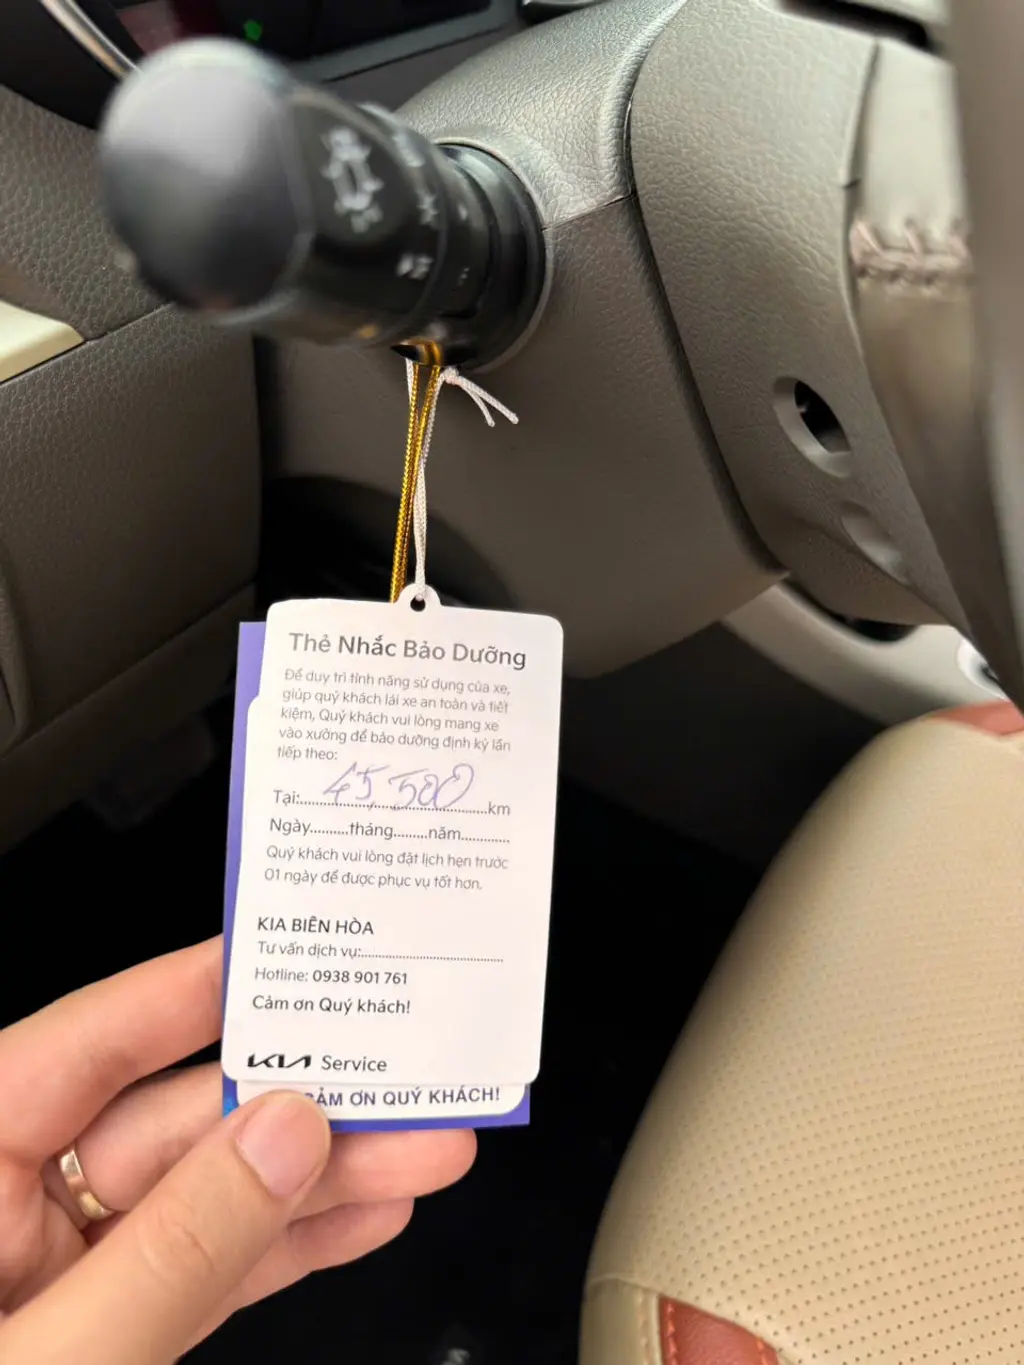 Thẻ Nhắc Bảo Dưỡng
Để duy trì tính năng sử dụng của xe,
giúp quý khách lái xe an toàn và tiết
kiệm, Quý khách vui lòng mang xe
vào xưởng để bảo dưỡng định kỳ lần
tiếp theo:
Tại:..........45,500..........km
Ngày.........tháng........năm...........
Quý khách vui lòng đặt lịch hẹn trước
01 ngày để được phục vụ tốt hơn.
KIA BIÊN HÒA
Tư vấn dịch vụ:.................................
Hotline: 0938 901 761
Cảm ơn Quý khách!
KIA Service
CẢM ƠN QUÝ KHÁCH!